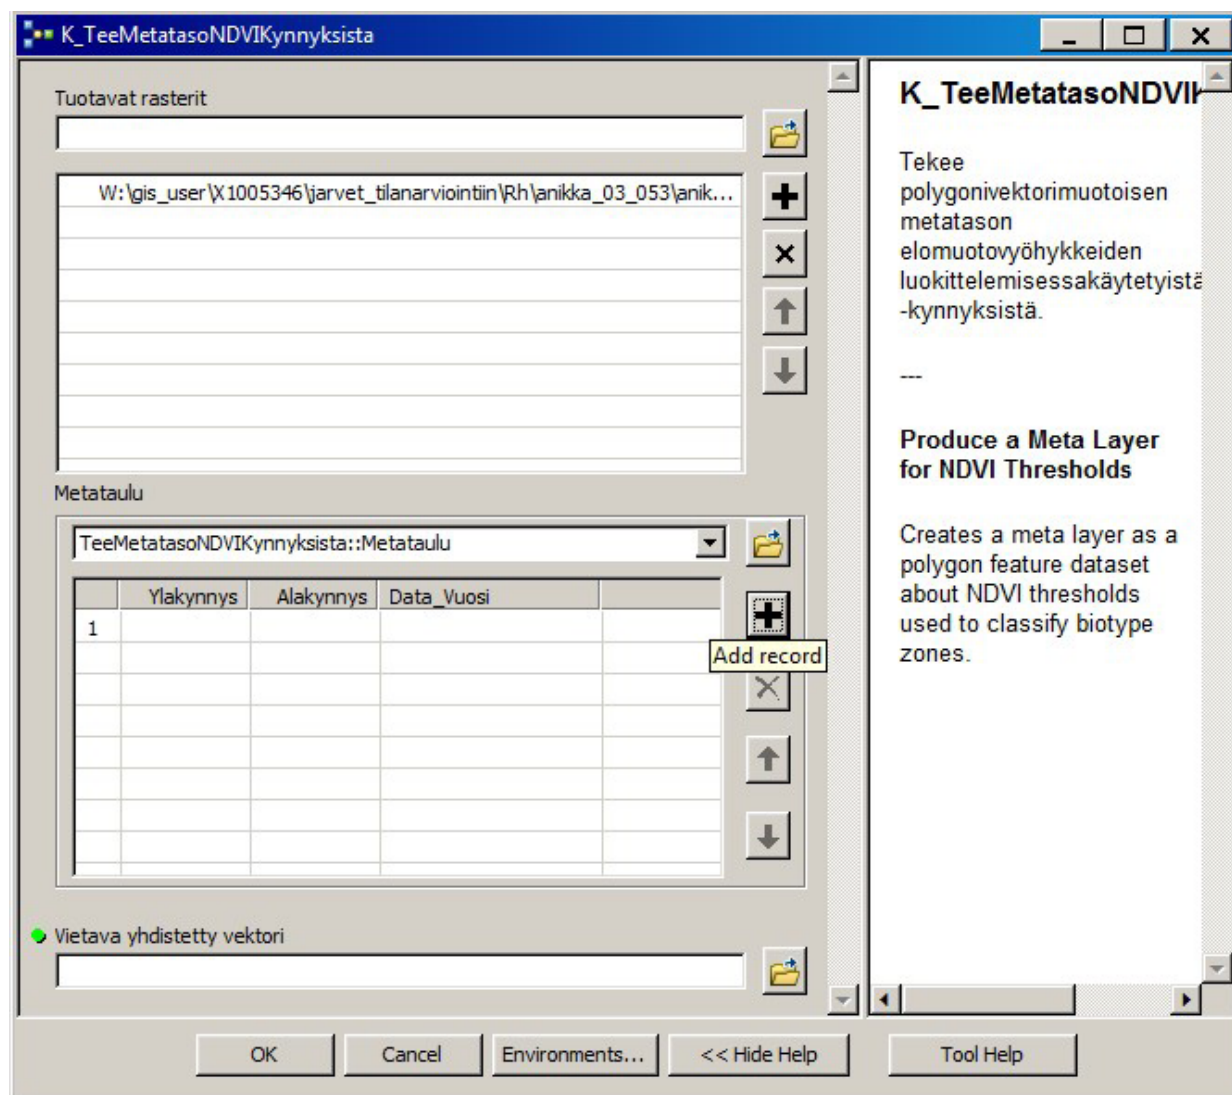 K_TeeMetatasoNDVIKynnyksista
Tuotavat rasterit
W:\gis_user\X1005346\jarvet_tilanarviointiin\Rh\anikka_03_053\anik...
Metataulu
TeeMetatasoNDVIKynnyksista::Metataulu
Ylakynnys Alakynnys Data_Vuosi
1
Add record
Vietava yhdistetty vektori
OK Cancel Environments... << Hide Help Tool Help
K_TeeMetatasoNDVIK
Tekee
polygonivektorimuotoisen
metatason
elomuotovyöhykkeiden
luokittelemisessakäytetyistä
-kynnyksistä.
---
Produce a Meta Layer
for NDVI Thresholds
Creates a meta layer as a
polygon feature dataset
about NDVI thresholds
used to classify biotype
zones.